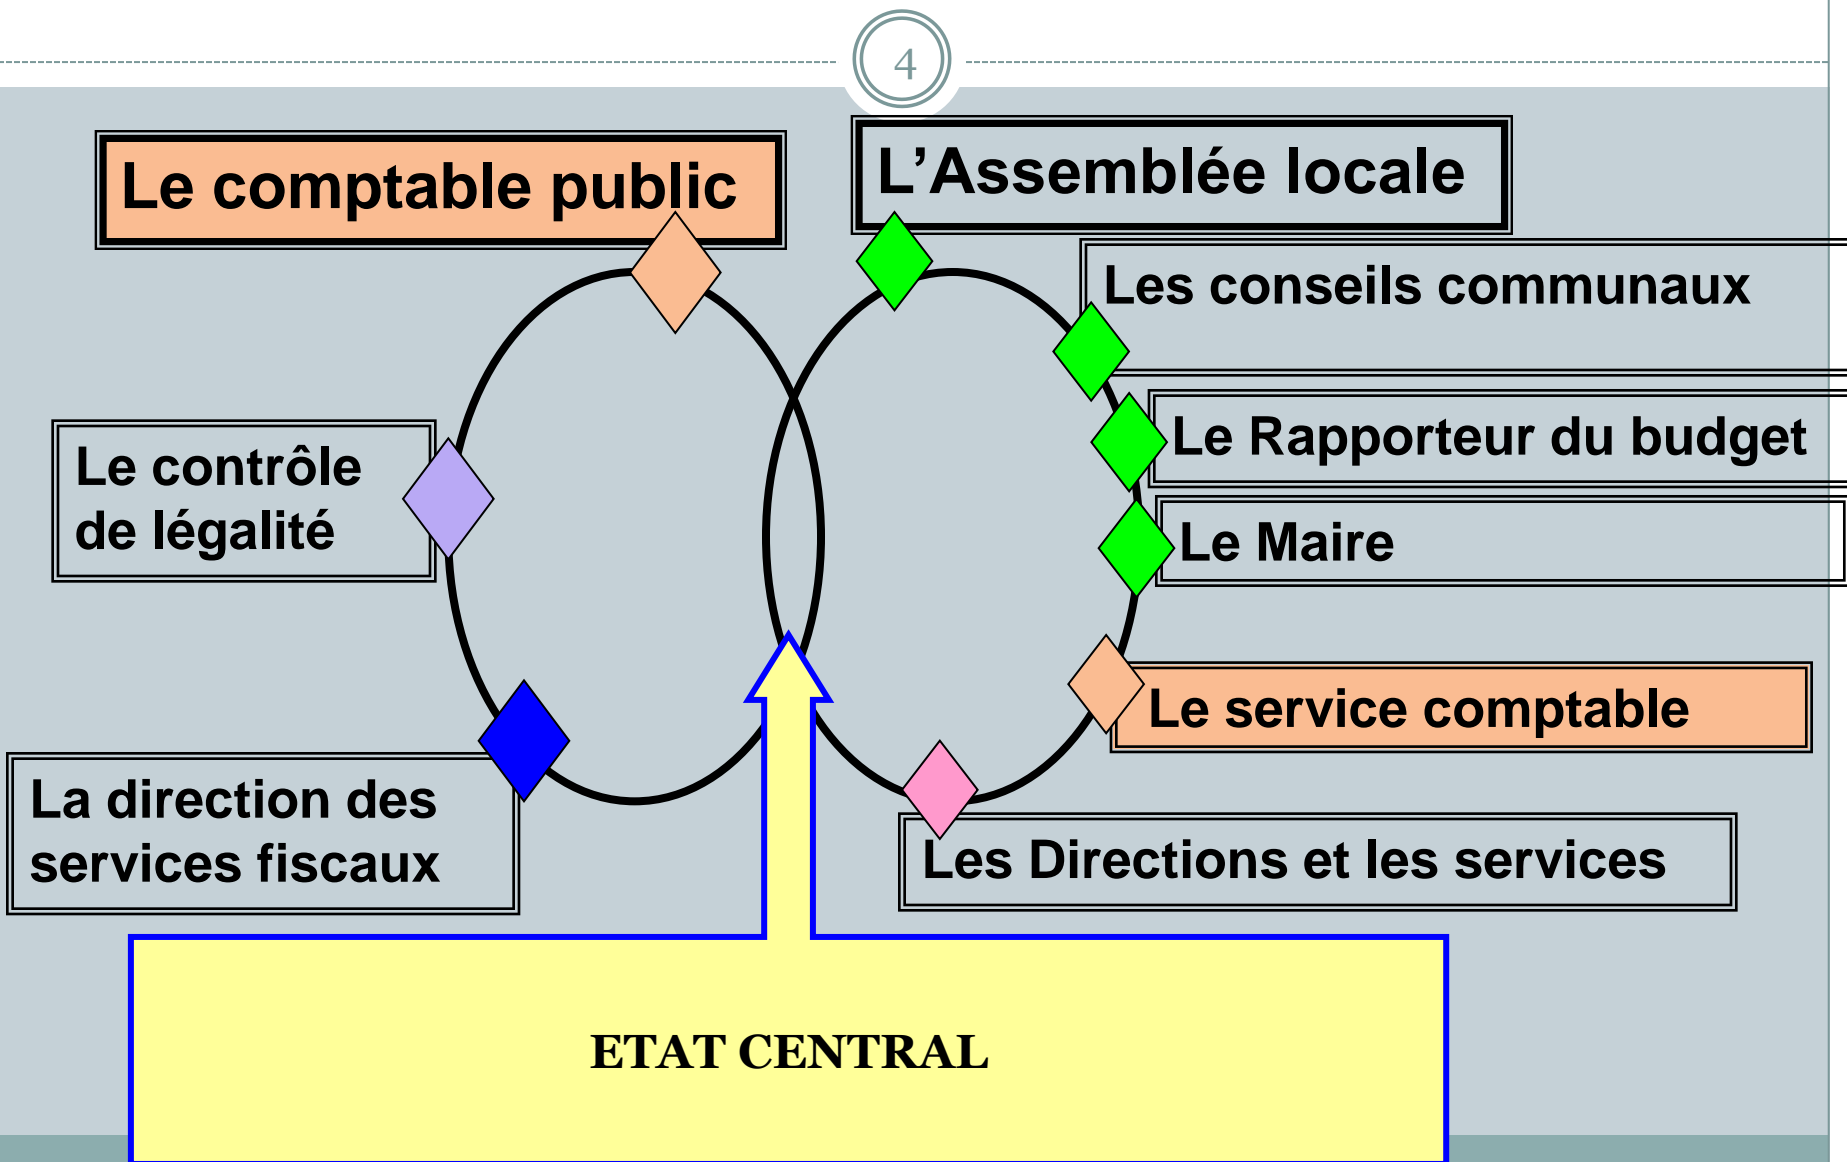 4
Le comptable public
L’Assemblée locale
Les conseils communaux
Le Rapporteur du budget
Le contrôle
de légalité
Le Maire
Le service comptable
La direction des
services fiscaux
Les Directions et les services
ETAT CENTRAL